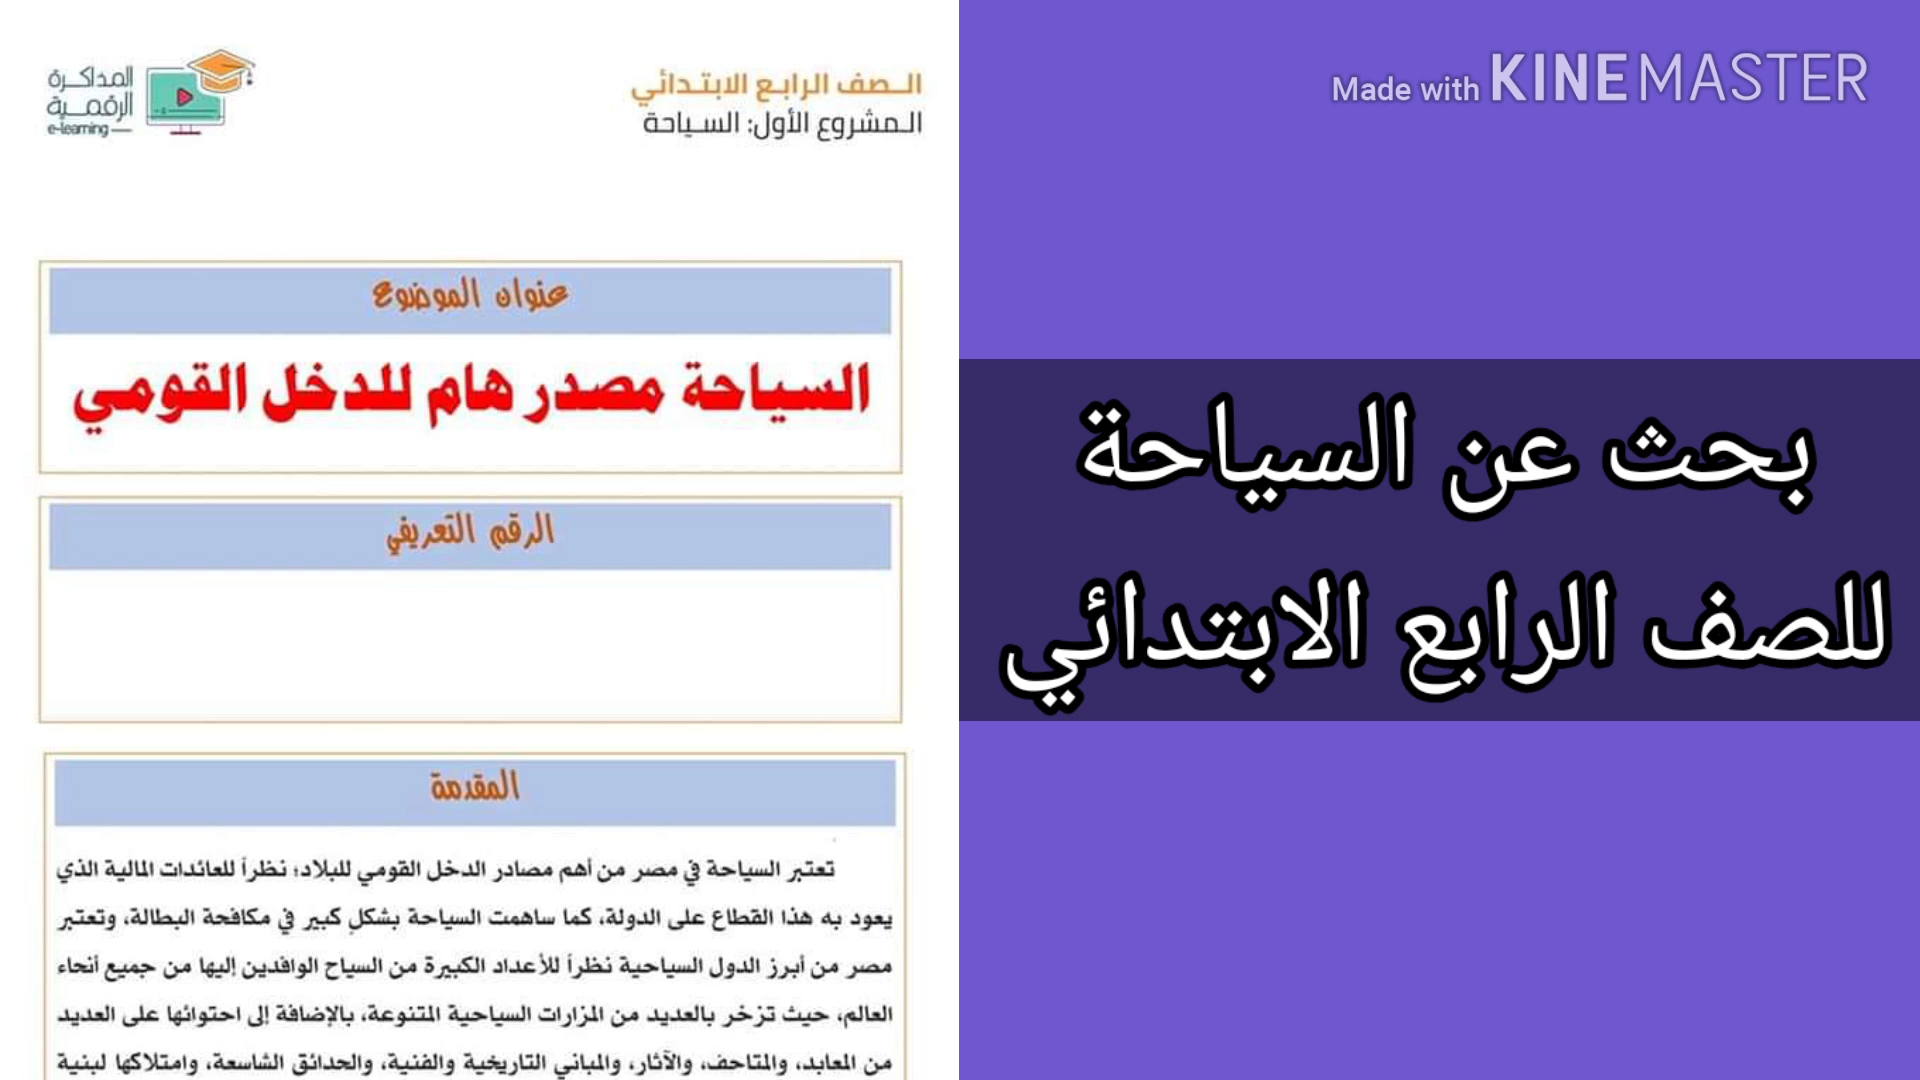 المذاكرة
الرقمية
e-learning
الصف الرابع الابتدائي
المشروع الأول: السياحة
عنوان الموضوع
السياحة مصدر هام للدخل القومي
الرقم التعريفي
المقدمة
تعتبر السياحة في مصر من أهم مصادر الدخل القومي للبلاد؛ نظراً للعائدات المالية الذي
يعود به هذا القطاع على الدولة، كما ساهمت السياحة بشكلٍ كبير في مكافحة البطالة، وتعتبر
مصر من أبرز الدول السياحية نظراً للأعداد الكبيرة من السياح الوافدين إليها من جميع أنحاء
العالم، حيث تزخر بالعديد من المزارات السياحية المتنوعة، بالإضافة إلى احتوائها على العديد
من المعابد، والمتاحف، والآثار، والمباني التاريخية والفنية، والحدائق الشاسعة، وامتلاكها لبنية
Made with KINEMASTER
بحث عن السياحة
للصف الرابع الابتدائي